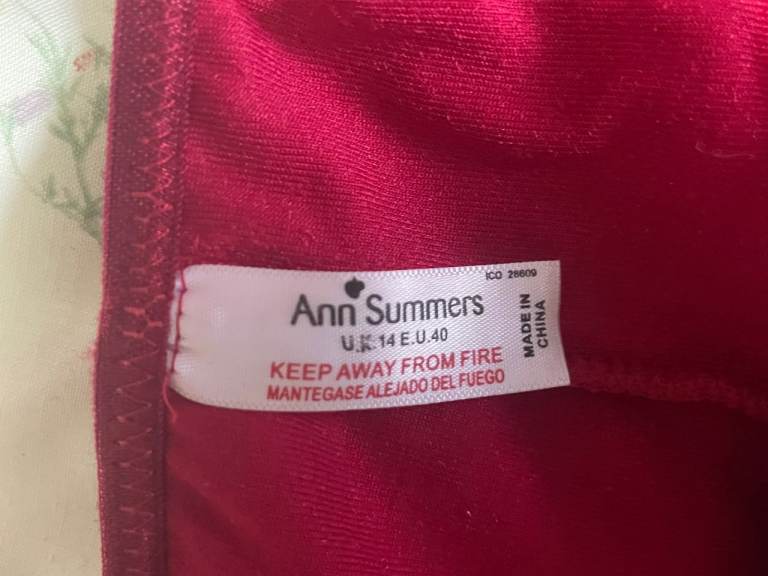 ICO 28609
Ann Summers
U.K. 14 E.U.40
KEEP AWAY FROM FIRE
MANTEGASE ALEJADO DEL FUEGO
MADE IN
CHINA